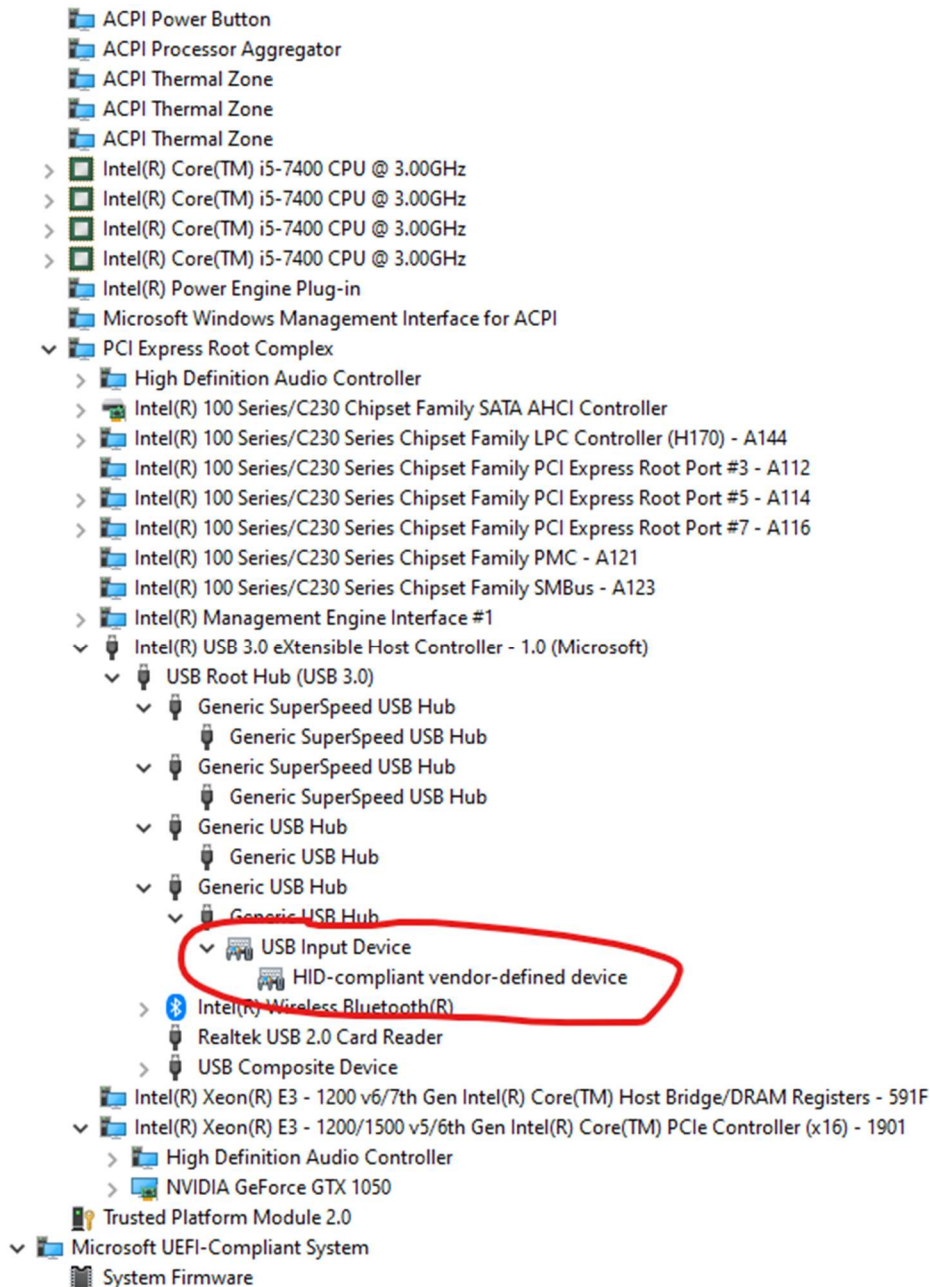 ACPI Power Button
ACPI Processor Aggregator
ACPI Thermal Zone
ACPI Thermal Zone
ACPI Thermal Zone
Intel(R) Core(TM) i5-7400 CPU @ 3.00GHz
Intel(R) Core(TM) i5-7400 CPU @ 3.00GHz
Intel(R) Core(TM) i5-7400 CPU @ 3.00GHz
Intel(R) Core(TM) i5-7400 CPU @ 3.00GHz
Intel(R) Power Engine Plug-in
Microsoft Windows Management Interface for ACPI
PCI Express Root Complex
High Definition Audio Controller
Intel(R) 100 Series/C230 Chipset Family SATA AHCI Controller
Intel(R) 100 Series/C230 Series Chipset Family LPC Controller (H170) - A144
Intel(R) 100 Series/C230 Series Chipset Family PCI Express Root Port #3 - A112
Intel(R) 100 Series/C230 Series Chipset Family PCI Express Root Port #5 - A114
Intel(R) 100 Series/C230 Series Chipset Family PCI Express Root Port #7 - A116
Intel(R) 100 Series/C230 Series Chipset Family PMC - A121
Intel(R) 100 Series/C230 Series Chipset Family SMBus - A123
Intel(R) Management Engine Interface #1
Intel(R) USB 3.0 eXtensible Host Controller - 1.0 (Microsoft)
USB Root Hub (USB 3.0)
Generic SuperSpeed USB Hub
Generic SuperSpeed USB Hub
Generic SuperSpeed USB Hub
Generic SuperSpeed USB Hub
Generic USB Hub
Generic USB Hub
Generic USB Hub
Generic USB Hub
USB Input Device
HID-compliant vendor-defined device
Intel(R) Wireless Bluetooth(R)
Realtek USB 2.0 Card Reader
USB Composite Device
Intel(R) Xeon(R) E3 - 1200 v6/7th Gen Intel(R) Core(TM) Host Bridge/DRAM Registers - 591F
Intel(R) Xeon(R) E3 - 1200/1500 v5/6th Gen Intel(R) Core(TM) PCIe Controller (x16) - 1901
High Definition Audio Controller
NVIDIA GeForce GTX 1050
Trusted Platform Module 2.0
Microsoft UEFI-Compliant System
System Firmware